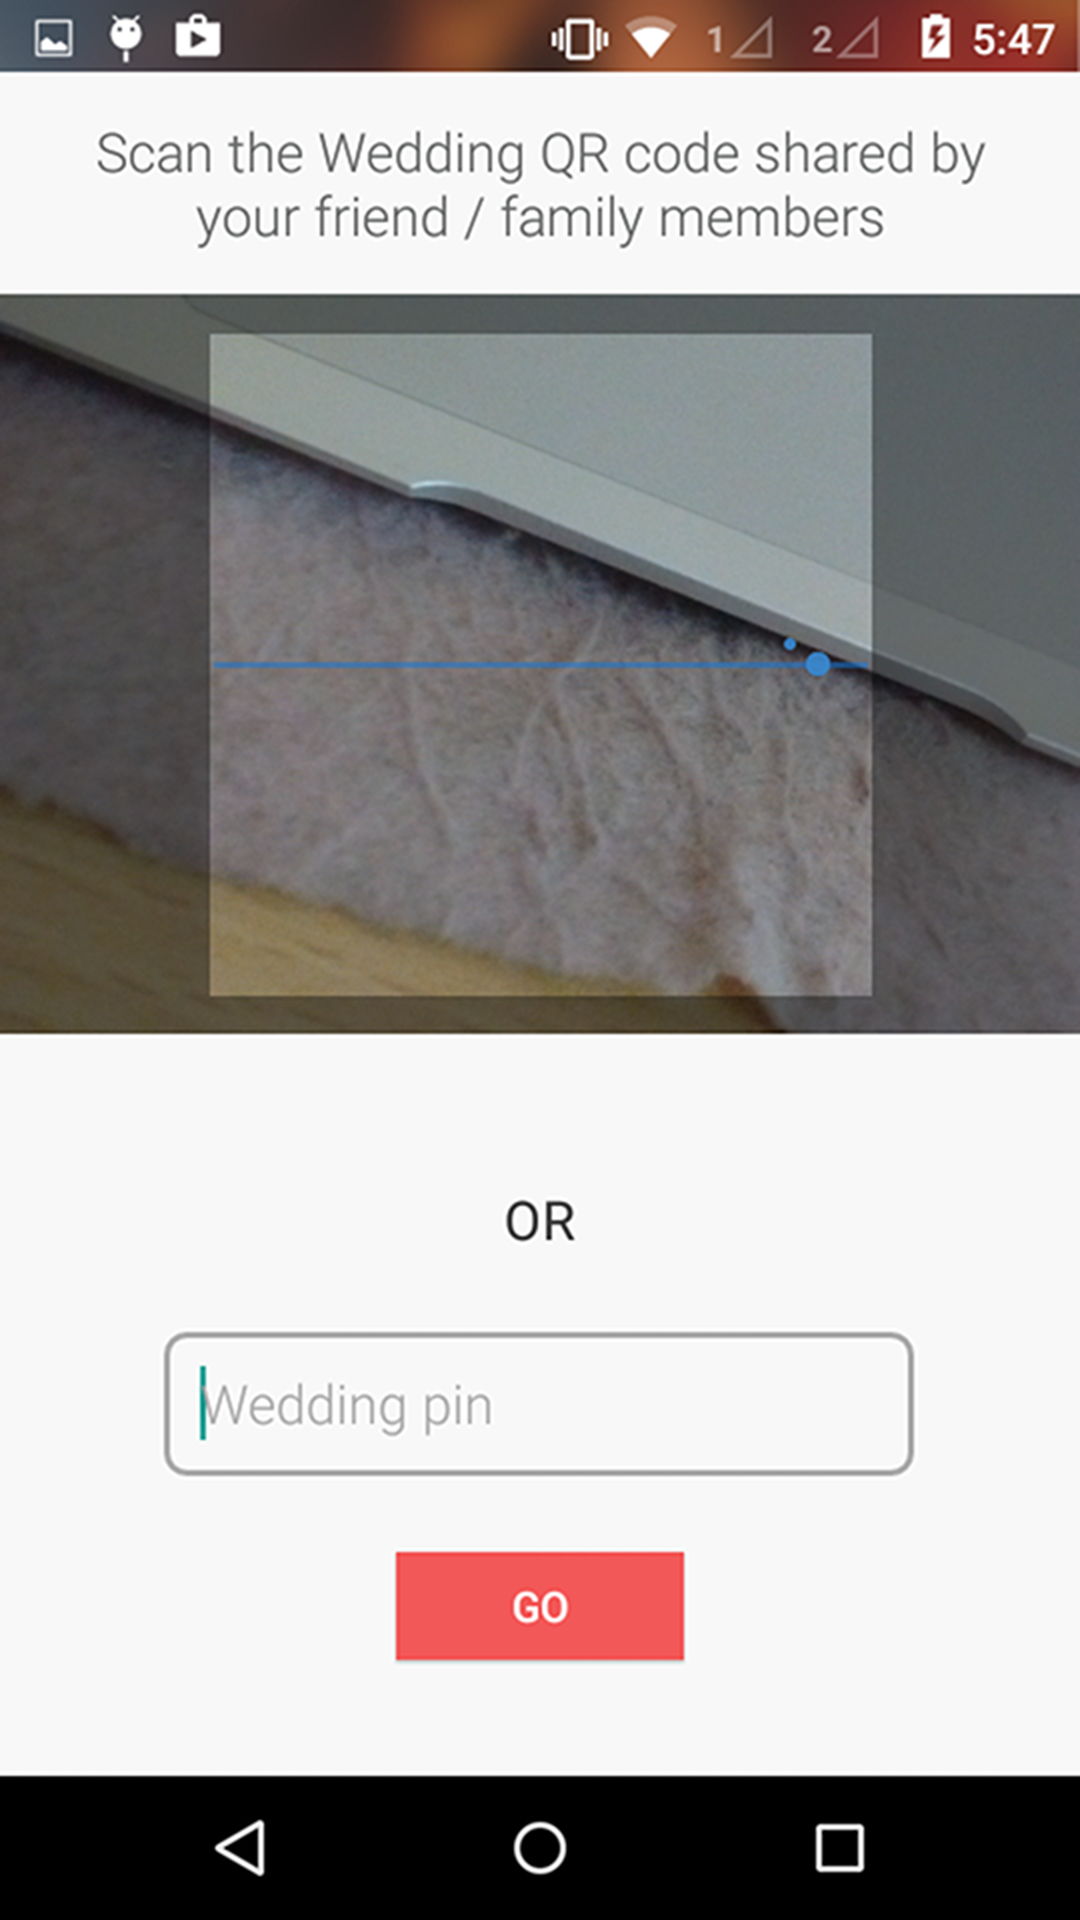 1 2 5:47
Scan the Wedding QR code shared by
your friend / family members
OR
Wedding pin
GO